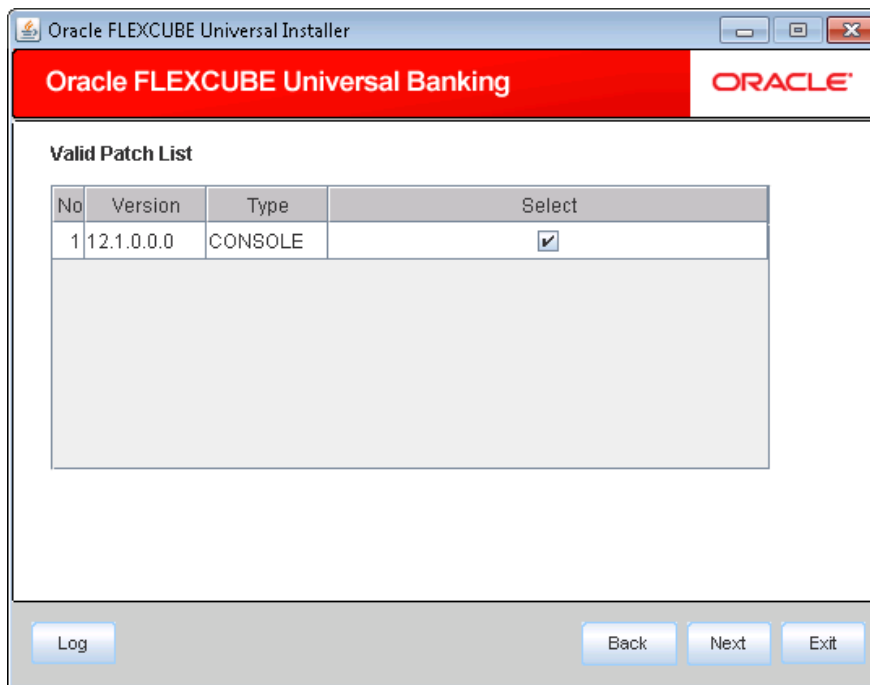 Oracle FLEXCUBE Universal Installer
Oracle FLEXCUBE Universal Banking
ORACLE
Valid Patch List
No Version Type Select
1 12.1.0.0.0 CONSOLE
Log Back Next Exit